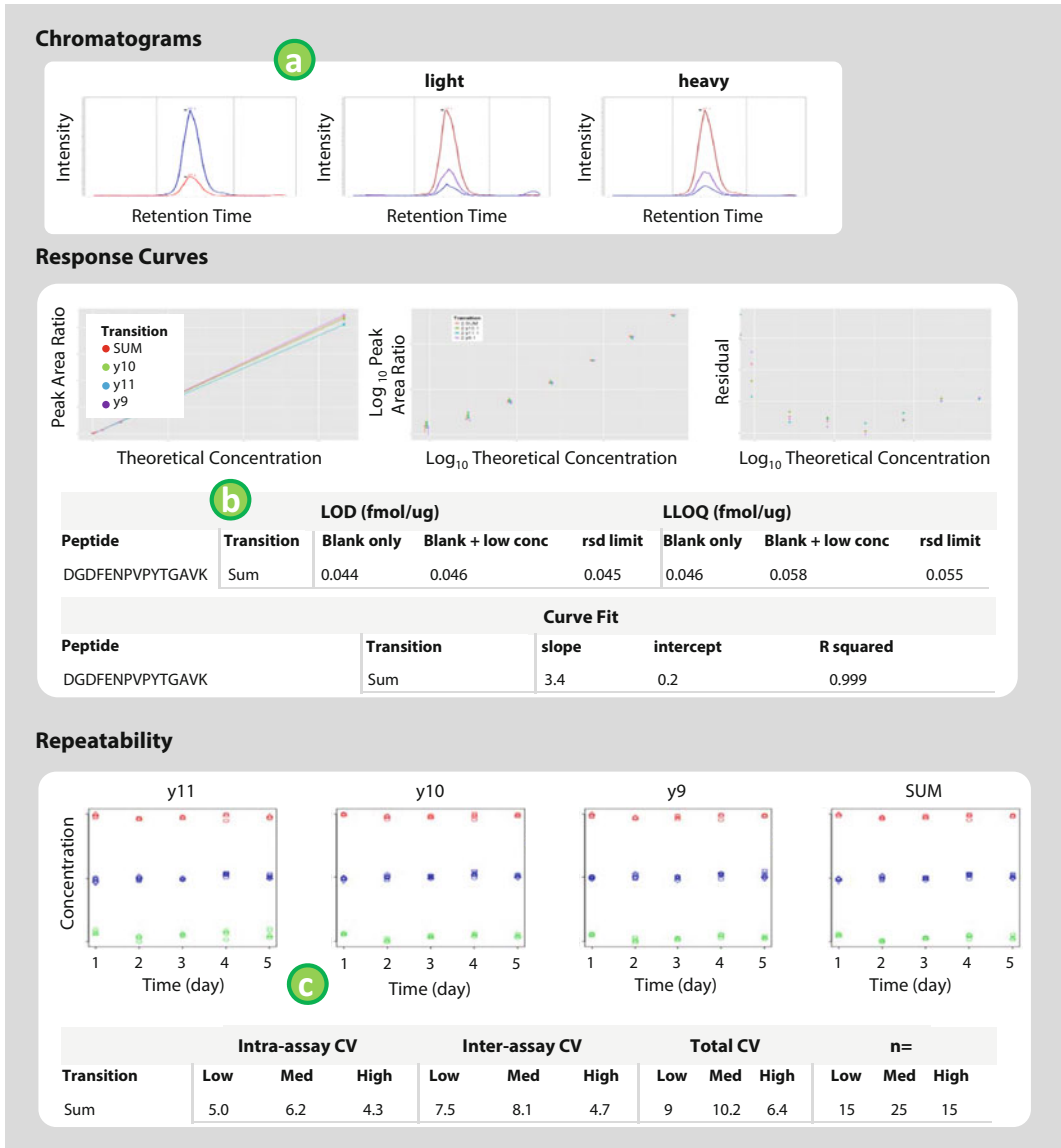 Chromatograms
a
light
heavy
Intensity
Retention Time
Intensity
Retention Time
Intensity
Retention Time
Response Curves
Peak Area Ratio
Transition
SUM
y10
y11
y9
Theoretical Concentration
Log10 Peak
Area Ratio
Transition
Log10 Theoretical Concentration
Residual
Log10 Theoretical Concentration
b
LOD (fmol/ug) LLOQ (fmol/ug)
Peptide Transition Blank only Blank + low conc rsd limit Blank only Blank + low conc rsd limit
DGDFENPVPYTGAVK Sum 0.044 0.046 0.045 0.046 0.058 0.055
Curve Fit
Peptide Transition slope intercept R squared
DGDFENPVPYTGAVK Sum 3.4 0.2 0.999
Repeatability
y11 y10 y9 SUM
Concentration
1 2 3 4 5 1 2 3 4 5 1 2 3 4 5 1 2 3 4 5
Time (day) Time (day) Time (day) Time (day)
c
Intra-assay CV Inter-assay CV Total CV n=
Transition Low Med High Low Med High Low Med High Low Med High
Sum 5.0 6.2 4.3 7.5 8.1 4.7 9 10.2 6.4 15 25 15